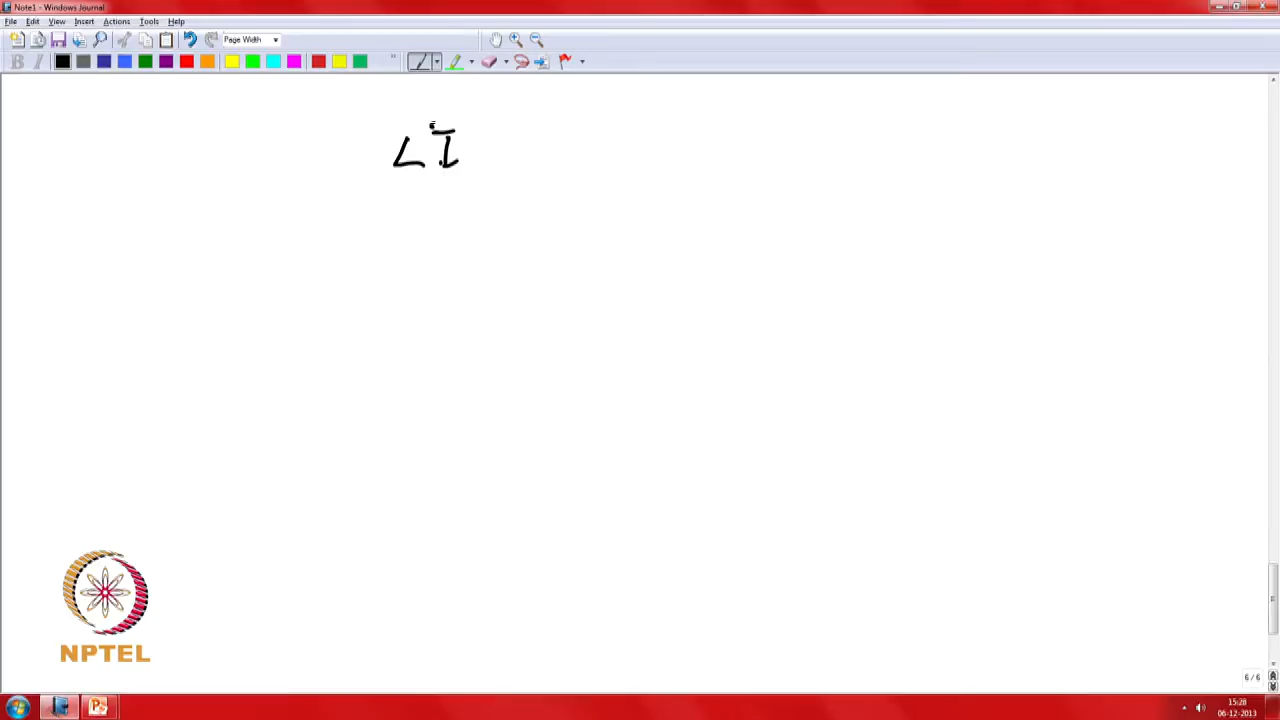 Note1 - Windows Journal
File Edit View Insert Actions Tools Help
Page Width
B I
LI
NPTEL
6 / 6
15:28
06-12-2013